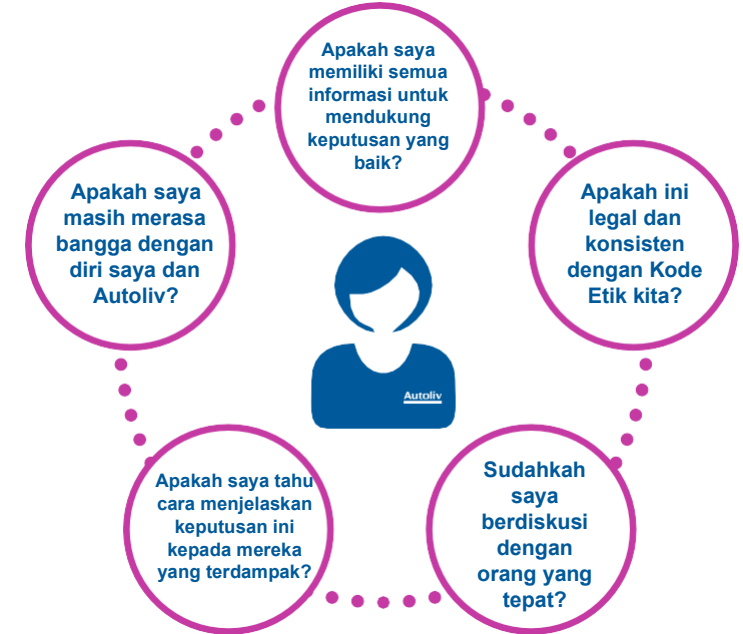 Apakah saya
memiliki semua
informasi untuk
mendukung
keputusan yang
baik?
Apakah ini
legal dan
konsisten
dengan Kode
Etik kita?
Sudahkah
saya
berdiskusi
dengan
orang yang
tepat?
Apakah saya tahu
cara menjelaskan
keputusan ini
kepada mereka
yang terdampak?
Apakah saya
masih merasa
bangga dengan
diri saya dan
Autoliv?
Autoliv